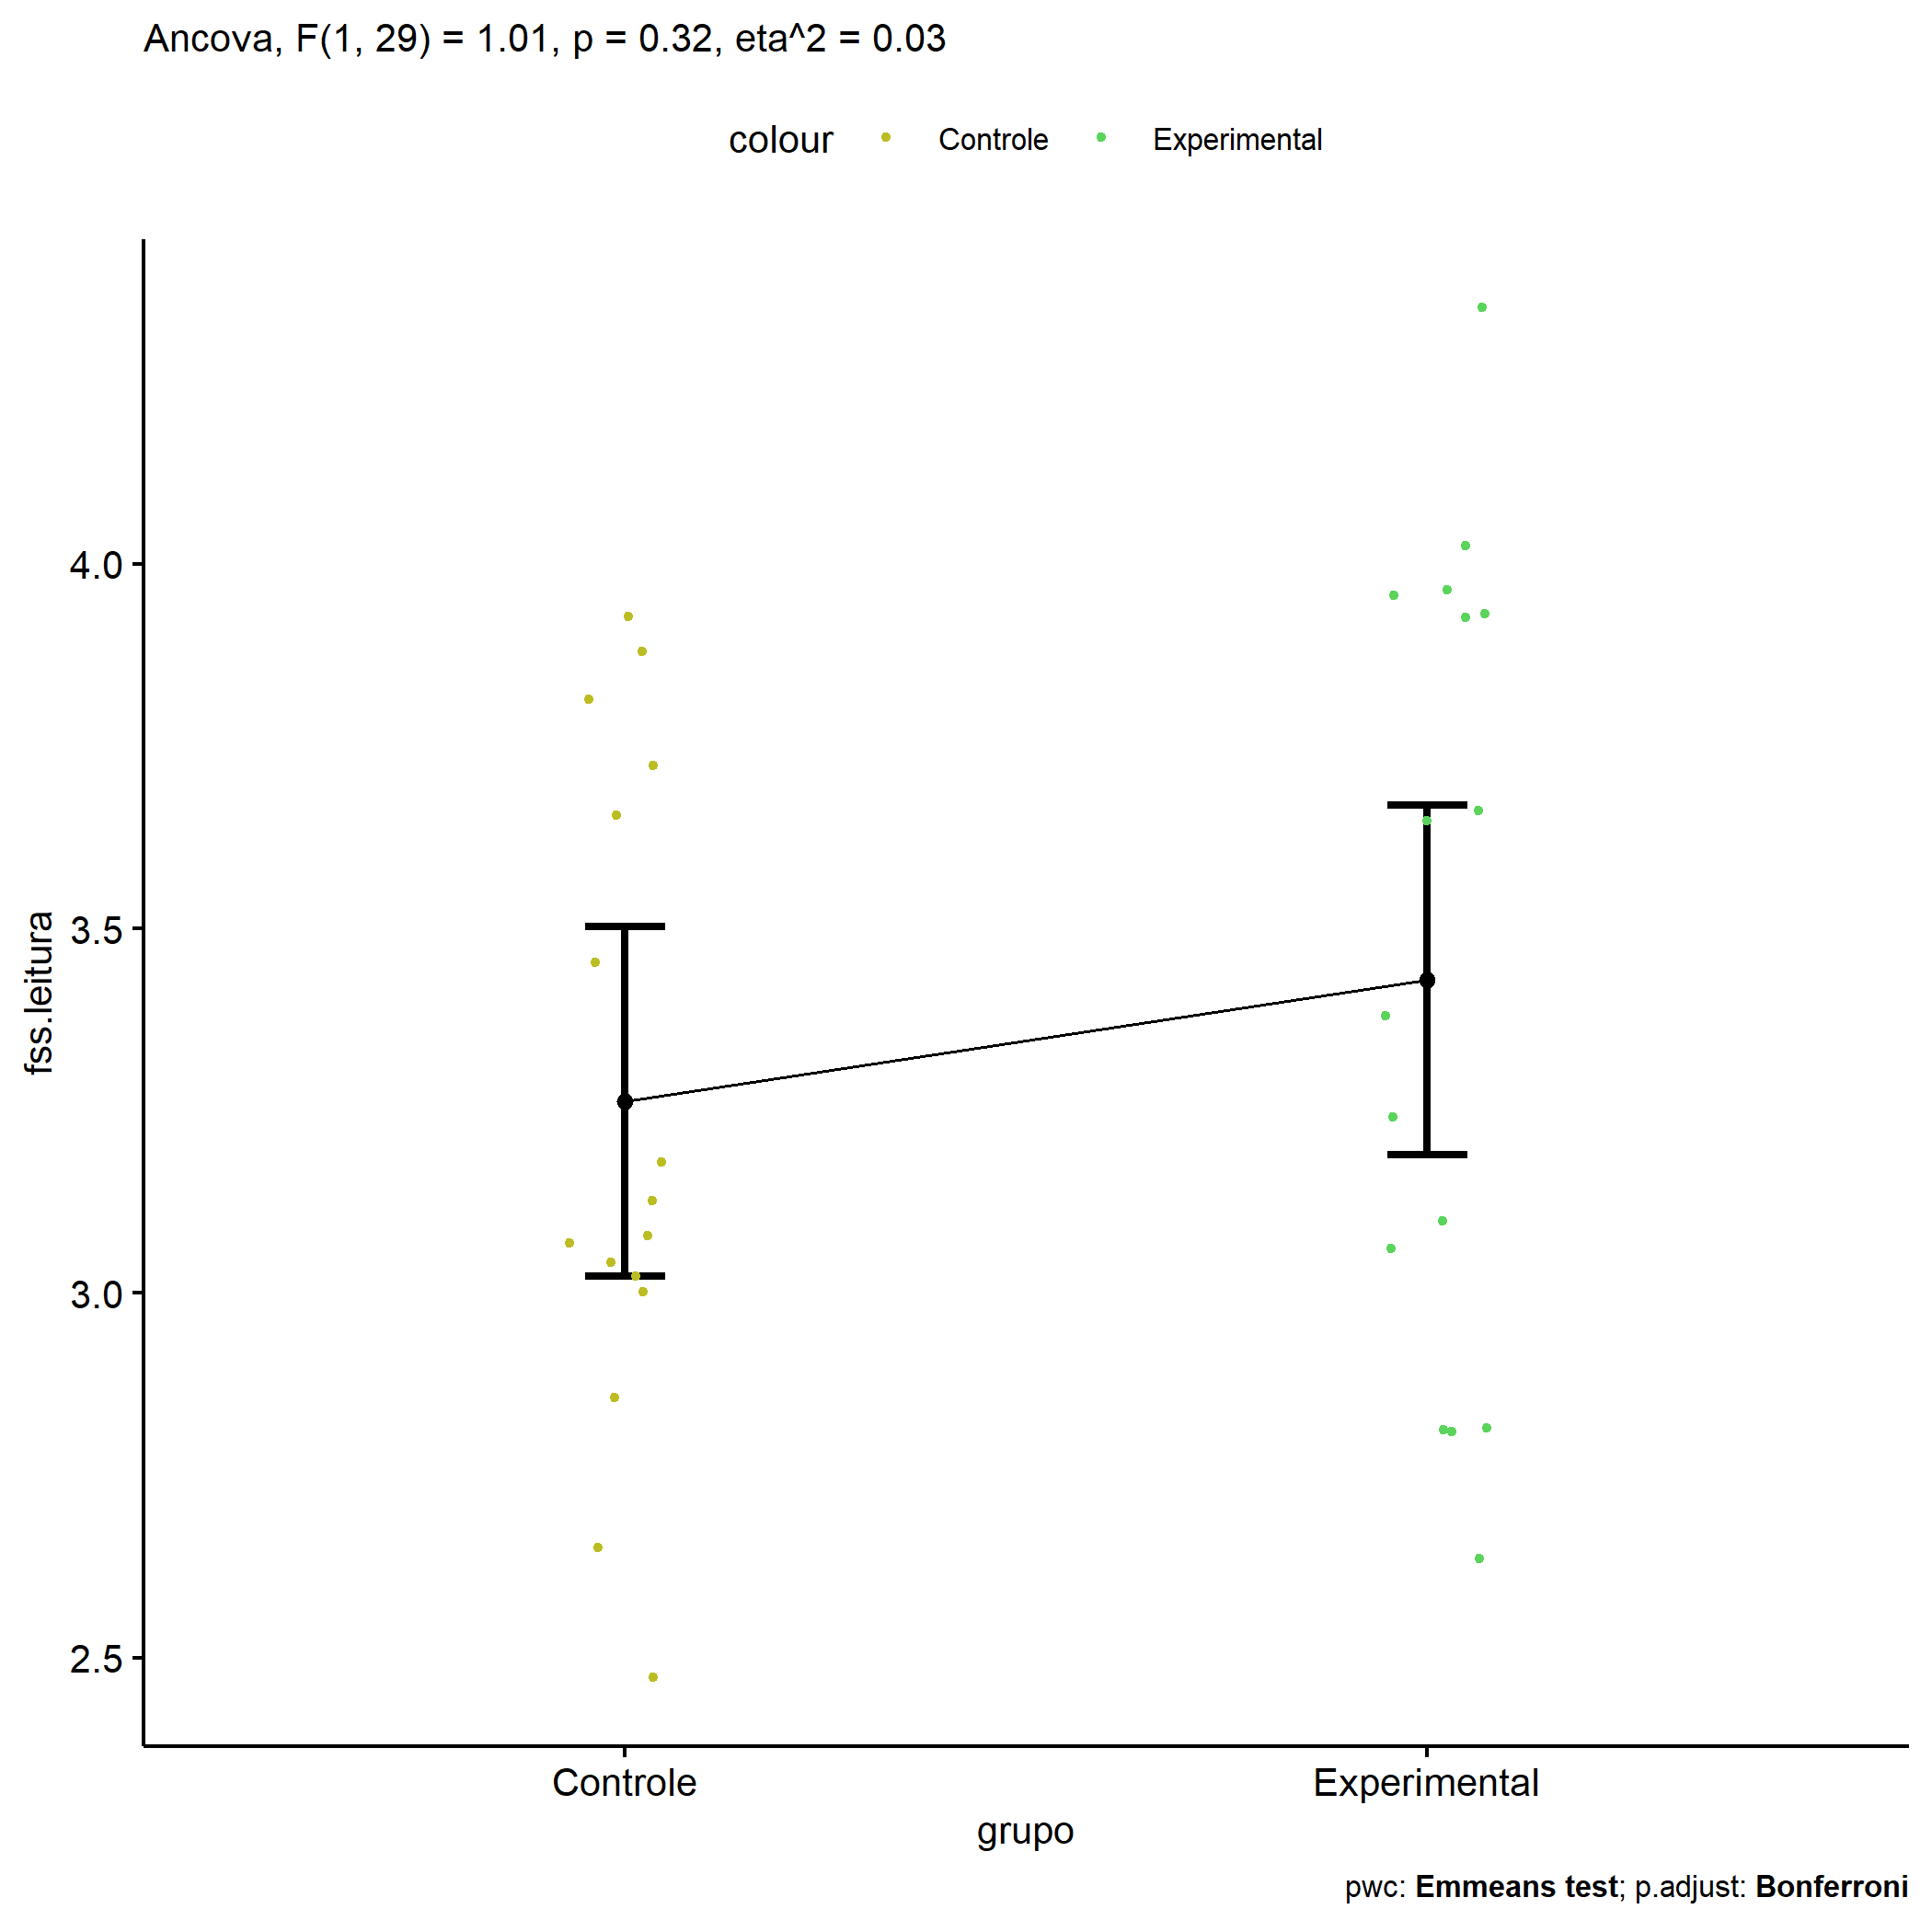 Ancova, F(1, 29) = 1.01, p = 0.32, eta^2 = 0.03
colour Controle Experimental
4.0
3.5
3.0
2.5
fss.leitura
Controle Experimental
grupo
pwc: Emmeans test; p.adjust: Bonferroni